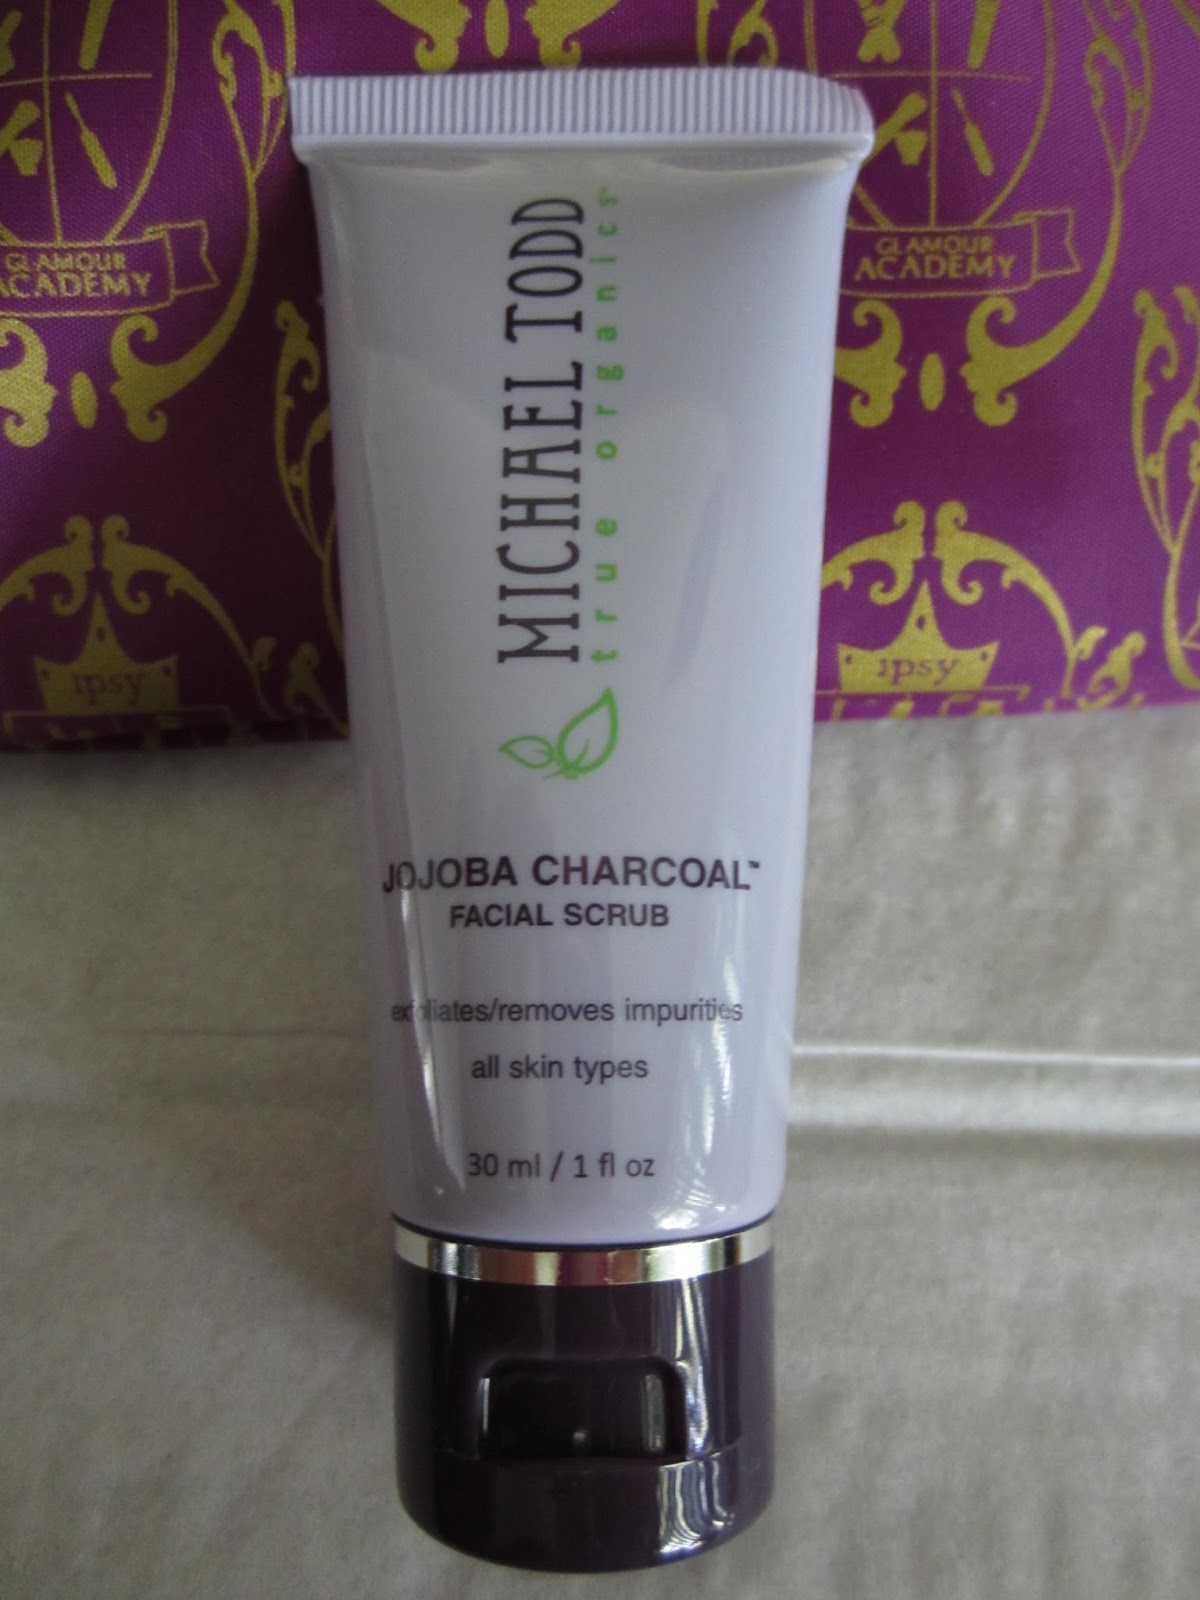 GLAMOUR
ACADEMY
GLAMOUR
ACADEMY
MICHAEL TODD
true organics™
ipsy
ipsy
JOJOBA CHARCOAL™
FACIAL SCRUB
exfoliates/removes impurities
all skin types
30 ml / 1 fl oz